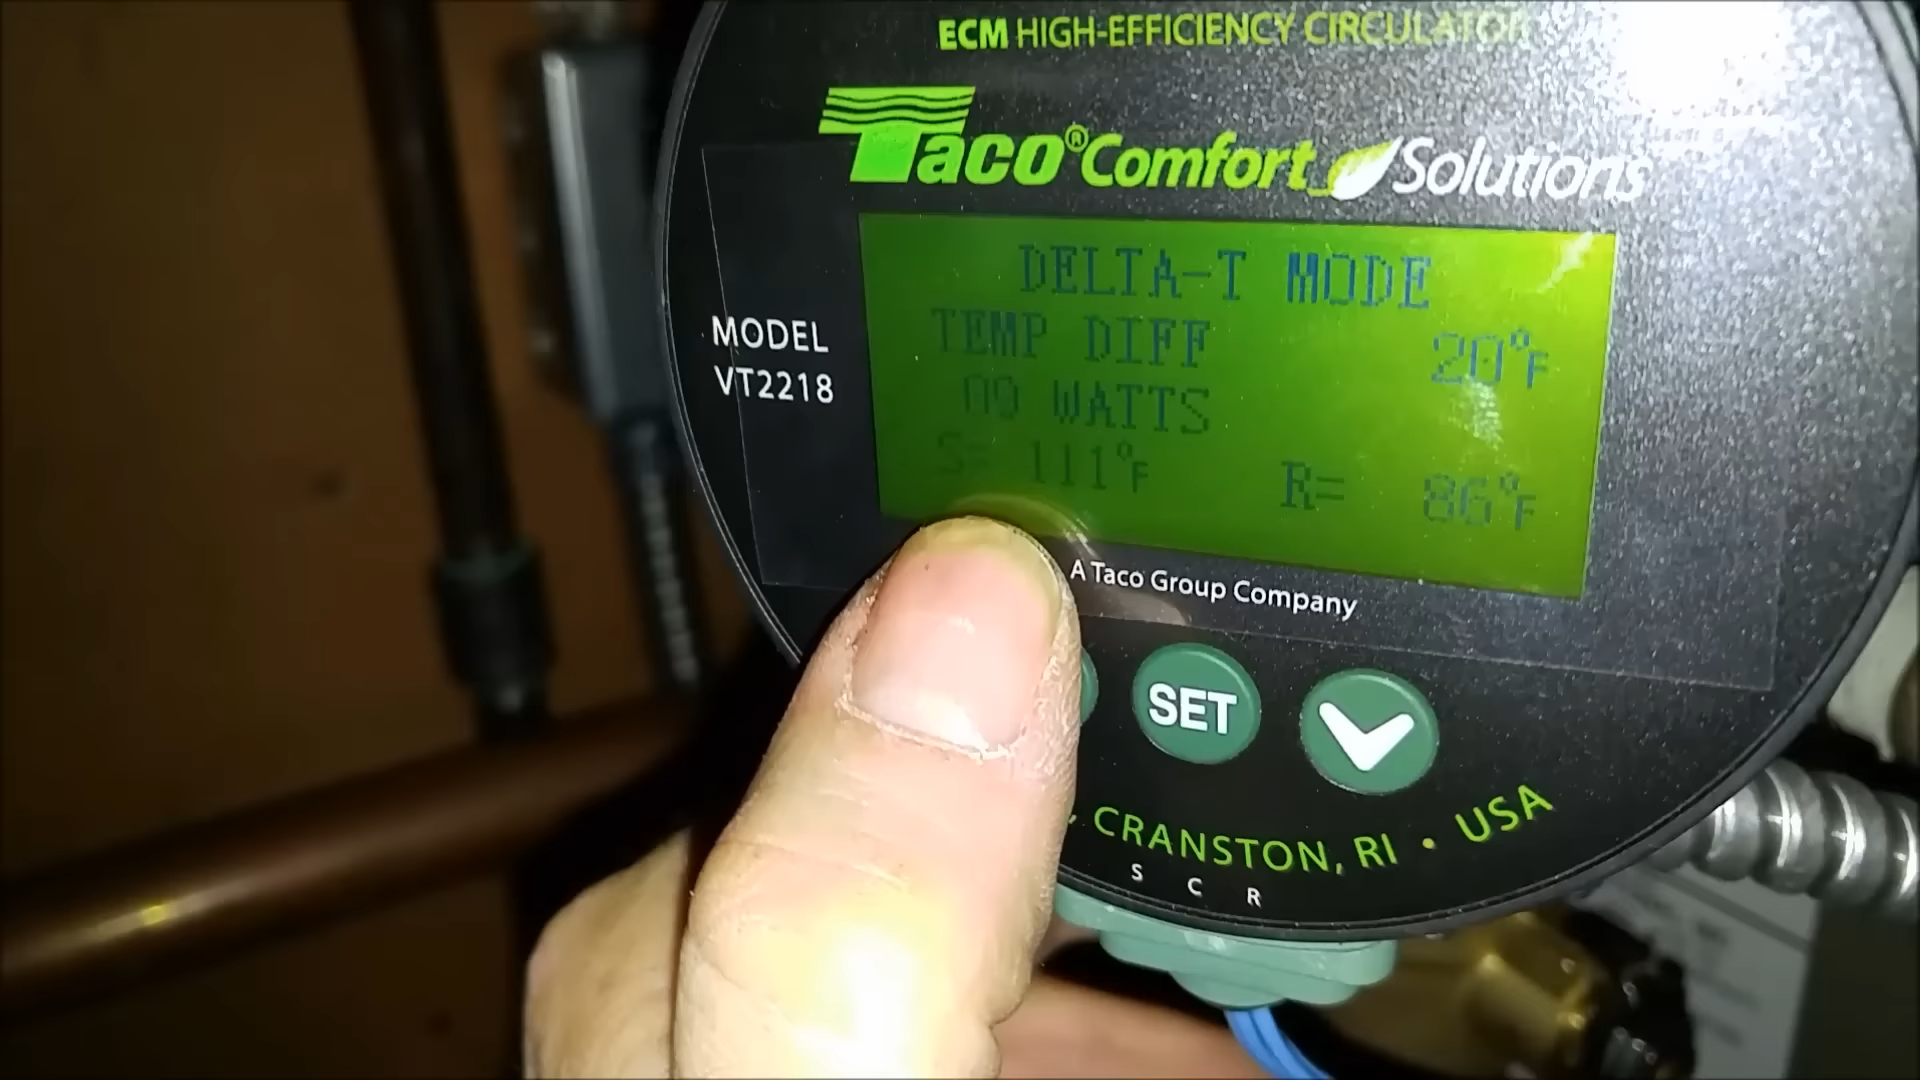 ECM HIGH-EFFICIENCY CIRCULATOR
Taco® Comfort Solutions
MODEL
VT2218
DELTA-T MODE
TEMP DIFF 20°F
09 WATTS
S= 111°F R= 86°F
A Taco Group Company
SET
, CRANSTON, RI • USA
S C R